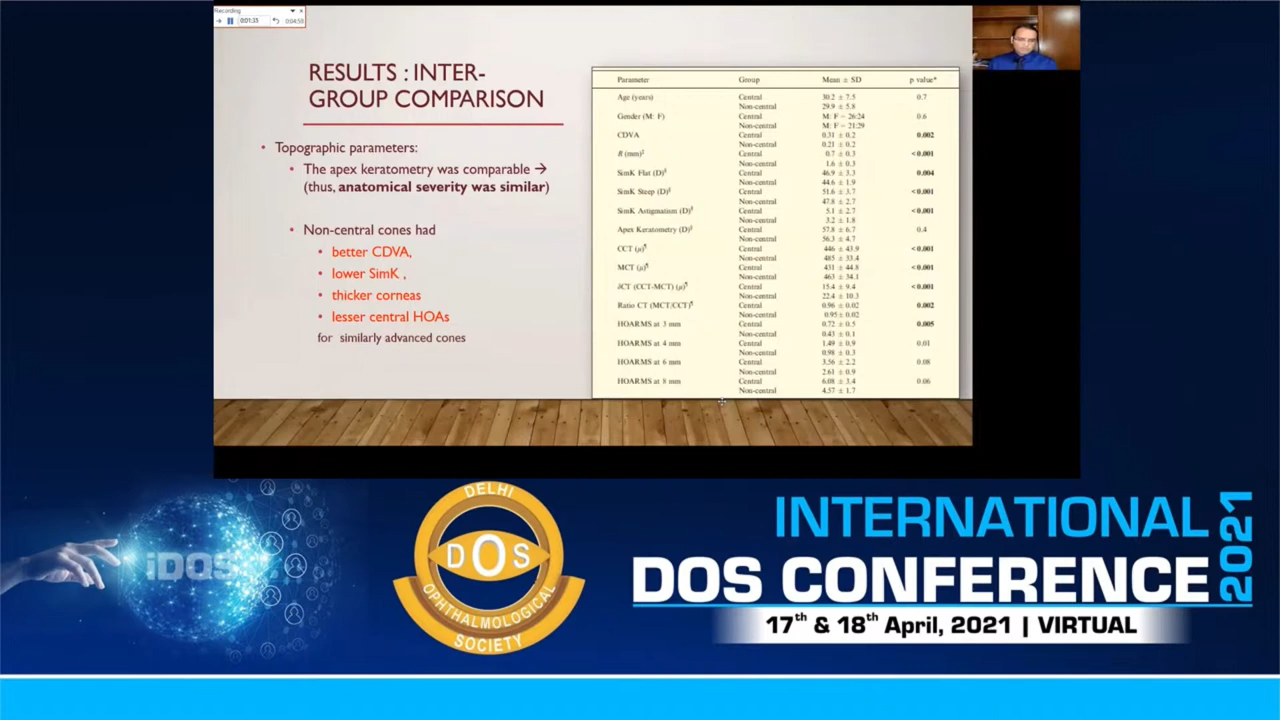 Recording
0:01:33
0:04:59
RESULTS : INTER-
GROUP COMPARISON
• Topographic parameters:
• The apex keratometry was comparable →
(thus, anatomical severity was similar)
• Non-central cones had
• better CDVA,
• lower SimK ,
• thicker corneas
• lesser central HOAs
for similarly advanced cones
Parameter Group Mean ± SD p value*
Age (years) Central 30.2 ± 7.5 0.7
Non-central 29.9 ± 5.8
Gender (M: F) Central M: F = 26:24 0.6
Non-central M: F = 21:29
CDVA Central 0.31 ± 0.2 0.002
Non-central 0.21 ± 0.2
R (mm)‡ Central 0.7 ± 0.3 <0.001
Non-central 1.6 ± 0.3
SimK Flat (D)§ Central 46.9 ± 3.3 0.004
Non-central 44.6 ± 1.9
SimK Steep (D)§ Central 51.6 ± 3.7 <0.001
Non-central 47.8 ± 2.7
SimK Astigmatism (D)§ Central 5.1 ± 2.7 <0.001
Non-central 3.2 ± 1.8
Apex Keratometry (D) Central 57.8 ± 6.7 0.4
Non-central 56.3 ± 4.7
CCT (μ)¶ Central 446 ± 43.9 <0.001
Non-central 485 ± 33.4
MCT (μ)¶ Central 431 ± 44.8 <0.001
Non-central 463 ± 34.1
δCT (CCT-MCT) (μ)¶ Central 15.4 ± 9.4 <0.001
Non-central 22.4 ± 10.3
Ratio CT (MCT/CCT)¶ Central 0.96 ± 0.02 0.002
Non-central 0.95± 0.02
HOARMS at 3 mm Central 0.72 ± 0.5 0.005
Non-central 0.43 ± 0.1
HOARMS at 4 mm Central 1.49 ± 0.9 0.01
Non-central 0.98 ± 0.3
HOARMS at 6 mm Central 3.56 ± 2.2 0.08
Non-central 2.61 ± 0.9
HOARMS at 8 mm Central 6.08 ± 3.4 0.06
Non-central 4.57 ± 1.7
iDOS
DELHI
DOS
OPHTHALMOLOGICAL
SOCIETY
INTERNATIONAL
DOS CONFERENCE
2021
17th & 18th April, 2021 | VIRTUAL